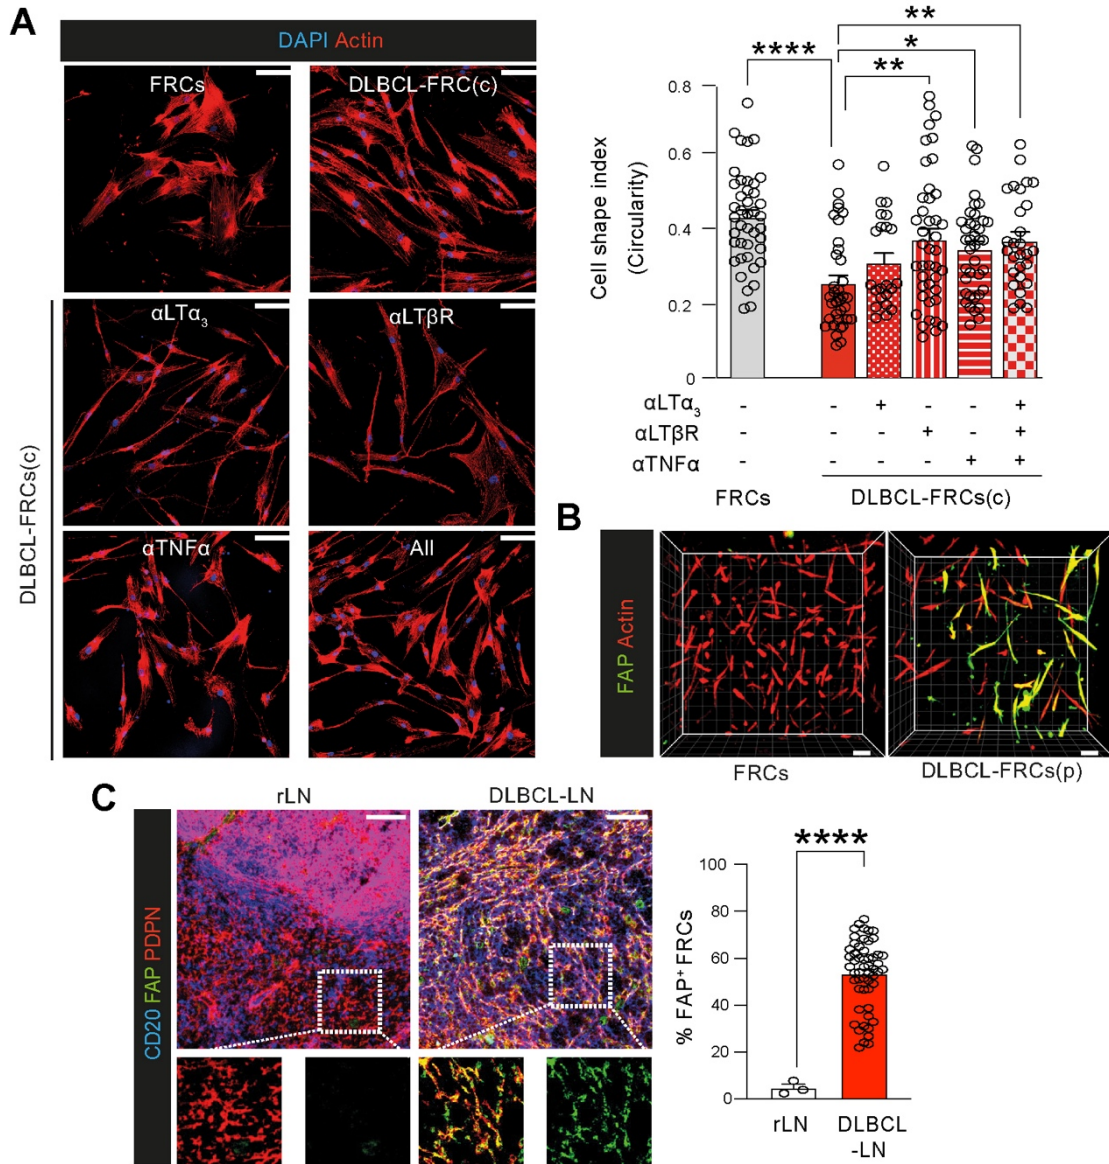 A
DAPI Actin
FRCs
DLBCL-FRC(c)
αLTα₃
αLTβR
αTNFα
All
DLBCL-FRCs(c)
****
**
*
**
Cell shape index
(Circularity)
0.8
0.6
0.4
0.2
0
αLTα₃ - - + - - +
αLTβR - - - + - +
αTNFα - - - - + +
FRCs
DLBCL-FRCs(c)
B
FAP Actin
FRCs
DLBCL-FRCs(p)
C
rLN
DLBCL-LN
CD20 FAP PDPN
****
% FAP⁺ FRCs
100
80
60
40
20
0
rLN
DLBCL
-LN